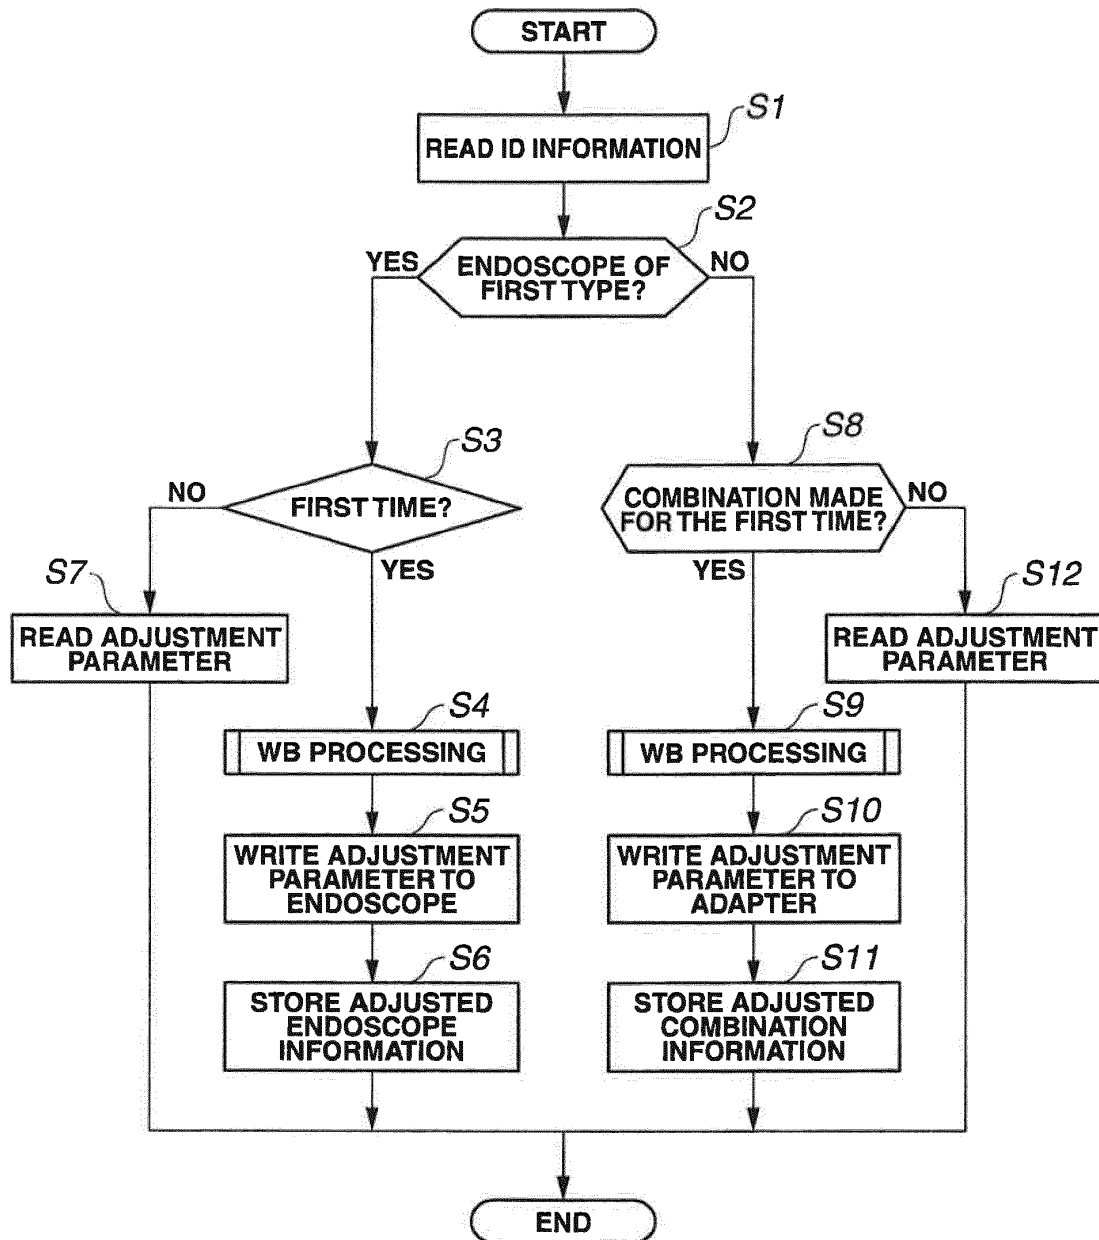 START
S1
READ ID INFORMATION
S2
YES
ENDOSCOPE OF
FIRST TYPE?
NO
S3
NO
FIRST TIME?
YES
S8
COMBINATION MADE
FOR THE FIRST TIME?
NO
YES
S7
READ ADJUSTMENT
PARAMETER
S12
READ ADJUSTMENT
PARAMETER
S4
WB PROCESSING
S9
WB PROCESSING
S5
WRITE ADJUSTMENT
PARAMETER TO
ENDOSCOPE
S10
WRITE ADJUSTMENT
PARAMETER TO
ADAPTER
S6
STORE ADJUSTED
ENDOSCOPE
INFORMATION
S11
STORE ADJUSTED
COMBINATION
INFORMATION
END